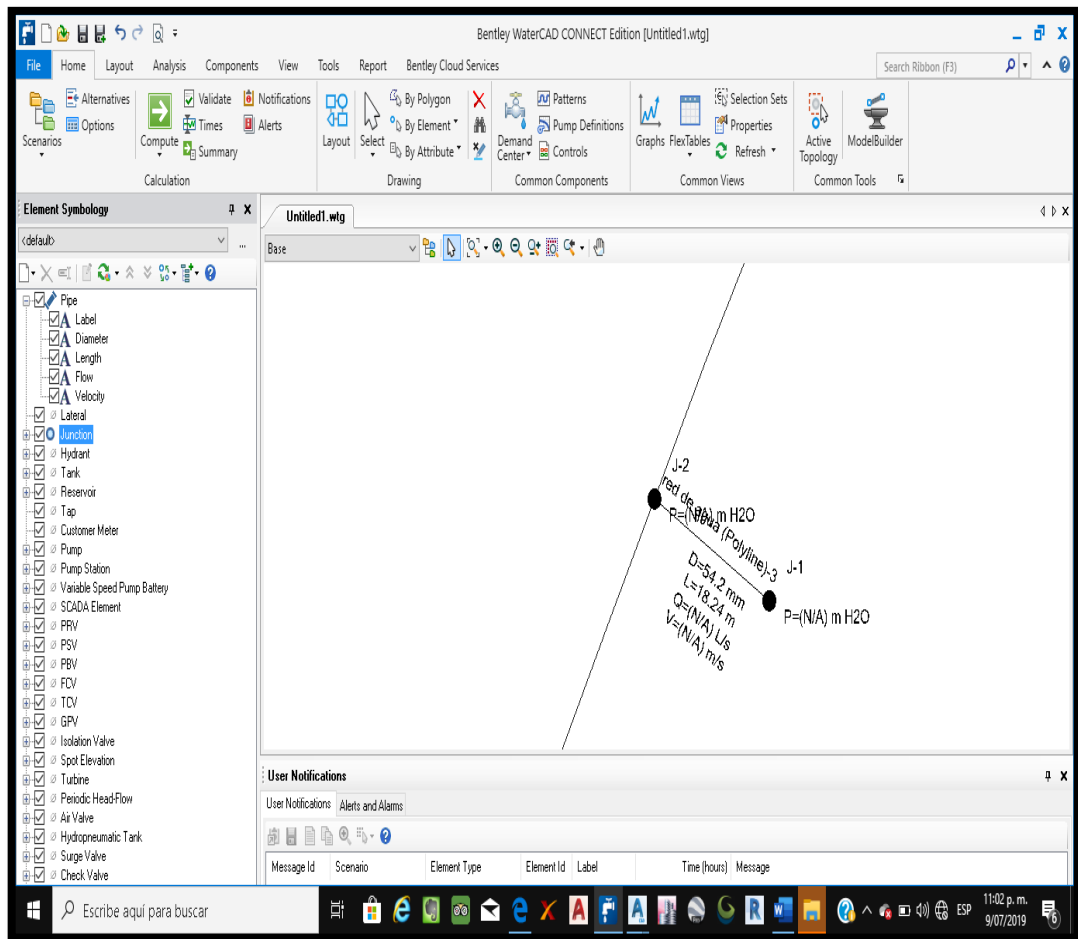 Bentley WaterCAD CONNECT Edition [Untitled1.wtg]
File Home Layout Analysis Components View Tools Report Bentley Cloud Services Search Ribbon (F3)
Scenarios
Alternatives
Options
Compute
Validate
Times
Summary
Notifications
Alerts
Calculation
Layout
Select
By Polygon
By Element
By Attribute
Drawing
Demand Center
Patterns
Pump Definitions
Controls
Common Components
Graphs
FlexTables
Selection Sets
Properties
Refresh
Common Views
Active Topology
ModelBuilder
Common Tools
Element Symbology
<default>
...
Pipe
A Label
A Diameter
A Length
A Flow
A Velocity
Lateral
Junction
Hydrant
Tank
Reservoir
Tap
Customer Meter
Pump
Pump Station
Variable Speed Pump Battery
SCADA Element
PRV
PSV
PBV
FCV
TCV
GPV
Isolation Valve
Spot Elevation
Turbine
Periodic Head-Flow
Air Valve
Hydropneumatic Tank
Surge Valve
Check Valve
Untitled1.wtg
Base
J-2
P=(N/A) m H2O
red de agua (Polyline)-3
D=54.2 mm
L=18.24 m
Q=(N/A) L/s
V=(N/A) m/s
J-1
P=(N/A) m H2O
User Notifications
User Notifications Alerts and Alarms
Message Id Scenario Element Type Element Id Label Time (hours) Message
Escribe aquí para buscar
ESP
11:02 p. m.
9/07/2019
6